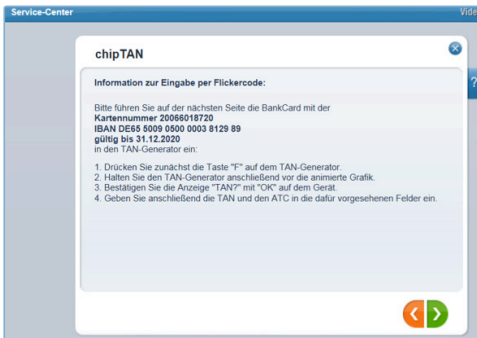 Service-Center
Vide
chipTAN
?
Information zur Eingabe per Flickercode:
Bitte führen Sie auf der nächsten Seite die BankCard mit der
Kartennummer 20066018720
IBAN DE65 5009 0500 0003 8129 89
gültig bis 31.12.2020
in den TAN-Generator ein:
1. Drücken Sie zunächst die Taste "F" auf dem TAN-Generator.
2. Halten Sie den TAN-Generator anschließend vor die animierte Grafik.
3. Bestätigen Sie die Anzeige "TAN?" mit "OK" auf dem Gerät.
4. Geben Sie anschließend die TAN und den ATC in die dafür vorgesehenen Felder ein.